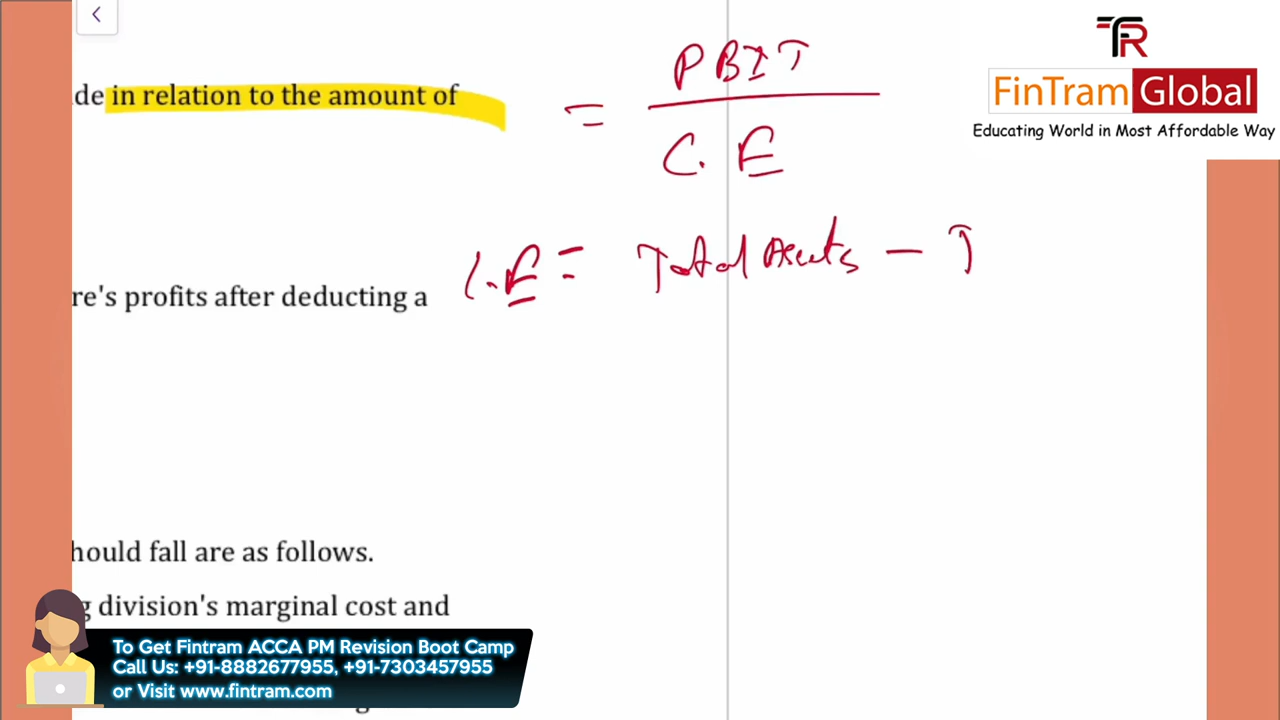 de in relation to the amount of
= PBIT
C.E
TR
FinTram Global
Educating World in Most Affordable Way
C.E = Total Assets –
re's profits after deducting a
hould fall are as follows.
g division's marginal cost and
To Get Fintram ACCA PM Revision Boot Camp
Call Us: +91-8882677955, +91-7303457955
or Visit www.fintram.com